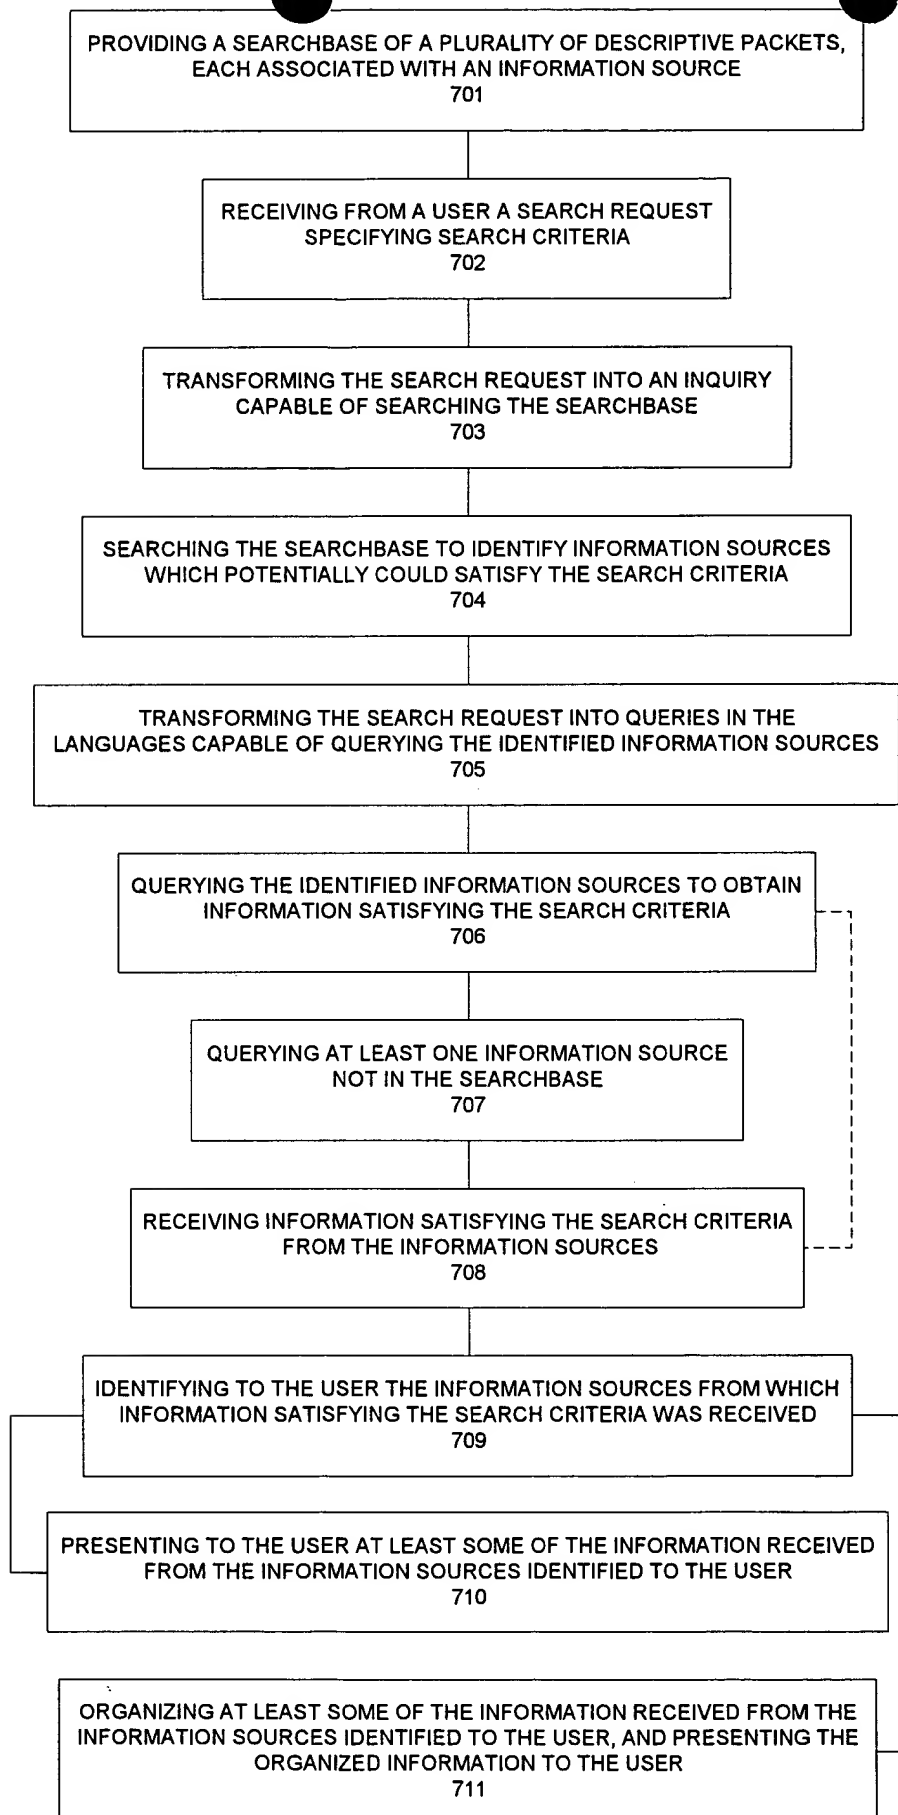 PROVIDING A SEARCHBASE OF A PLURALITY OF DESCRIPTIVE PACKETS,
EACH ASSOCIATED WITH AN INFORMATION SOURCE
701
RECEIVING FROM A USER A SEARCH REQUEST
SPECIFYING SEARCH CRITERIA
702
TRANSFORMING THE SEARCH REQUEST INTO AN INQUIRY
CAPABLE OF SEARCHING THE SEARCHBASE
703
SEARCHING THE SEARCHBASE TO IDENTIFY INFORMATION SOURCES
WHICH POTENTIALLY COULD SATISFY THE SEARCH CRITERIA
704
TRANSFORMING THE SEARCH REQUEST INTO QUERIES IN THE
LANGUAGES CAPABLE OF QUERYING THE IDENTIFIED INFORMATION SOURCES
705
QUERYING THE IDENTIFIED INFORMATION SOURCES TO OBTAIN
INFORMATION SATISFYING THE SEARCH CRITERIA
706
QUERYING AT LEAST ONE INFORMATION SOURCE
NOT IN THE SEARCHBASE
707
RECEIVING INFORMATION SATISFYING THE SEARCH CRITERIA
FROM THE INFORMATION SOURCES
708
IDENTIFYING TO THE USER THE INFORMATION SOURCES FROM WHICH
INFORMATION SATISFYING THE SEARCH CRITERIA WAS RECEIVED
709
PRESENTING TO THE USER AT LEAST SOME OF THE INFORMATION RECEIVED
FROM THE INFORMATION SOURCES IDENTIFIED TO THE USER
710
ORGANIZING AT LEAST SOME OF THE INFORMATION RECEIVED FROM THE
INFORMATION SOURCES IDENTIFIED TO THE USER, AND PRESENTING THE
ORGANIZED INFORMATION TO THE USER
711